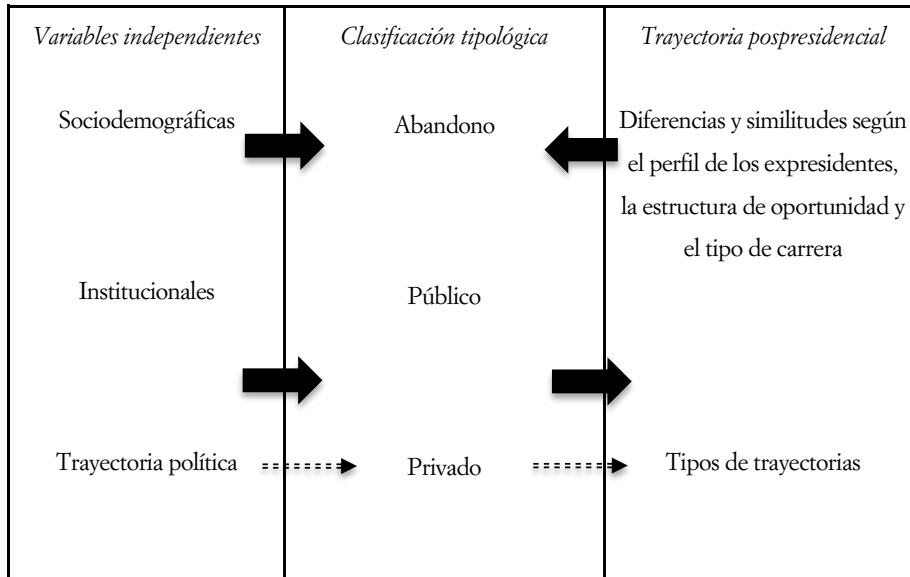 Variables independientes
Clasificación tipológica
Trayectoria pospresidencial
Sociodemográficas
Abandono
Diferencias y similitudes según
el perfil de los expresidentes,
la estructura de oportunidad y
el tipo de carrera
Institucionales
Público
Trayectoria política
Privado
Tipos de trayectorias